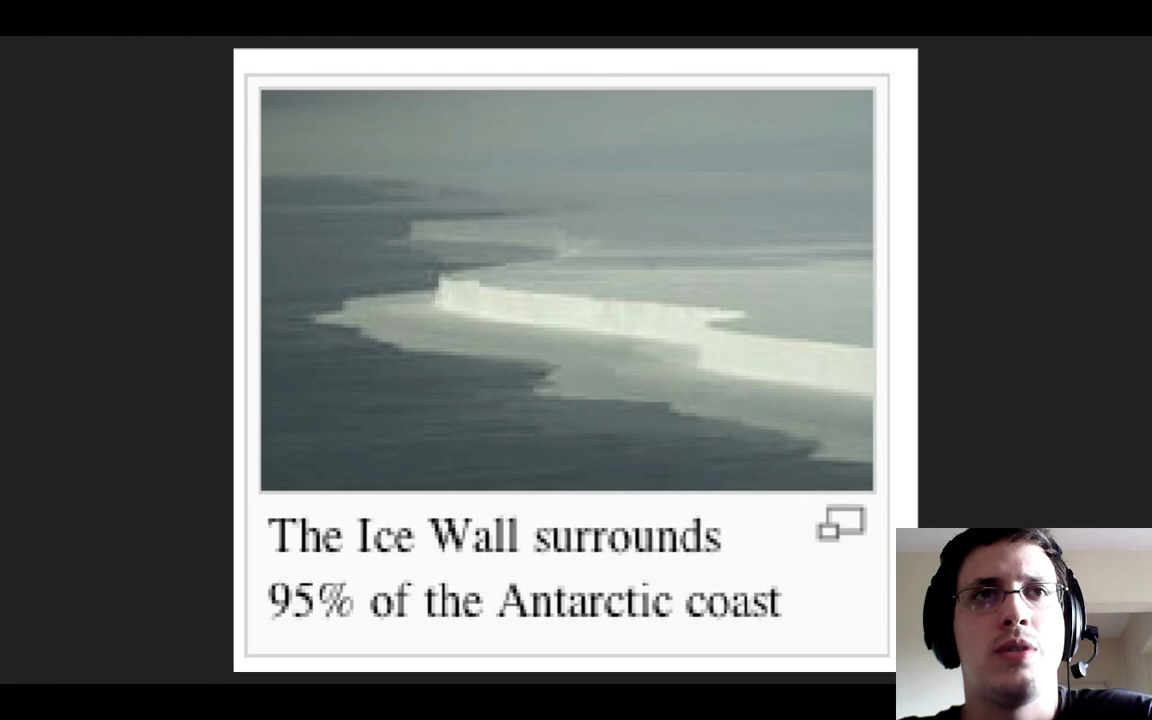 The Ice Wall surrounds
95% of the Antarctic coast